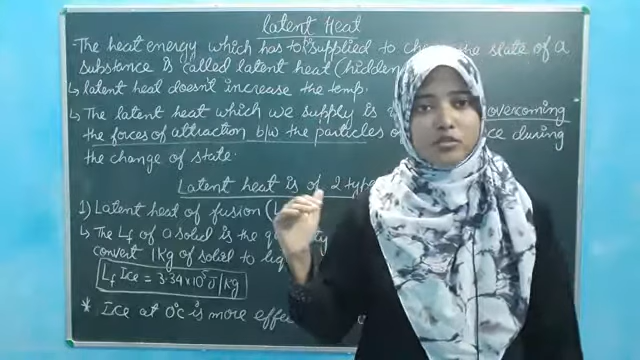 Latent Heat
The heat energy which has to supplied to the state of a
substance is called latent heat (hidden
↳ latent heat doesn't increase the temp.
↳ The latent heat which we supply is overcoming
the forces of attraction b/w the particles during
the change of state.
Latent heat is of 2 type
1) Latent heat of fusion (L
↳ The Lf of a solid is the
convert 1kg of solid to
Lf Ice = 3.34×10⁵ J/kg
* Ice at 0°C is more